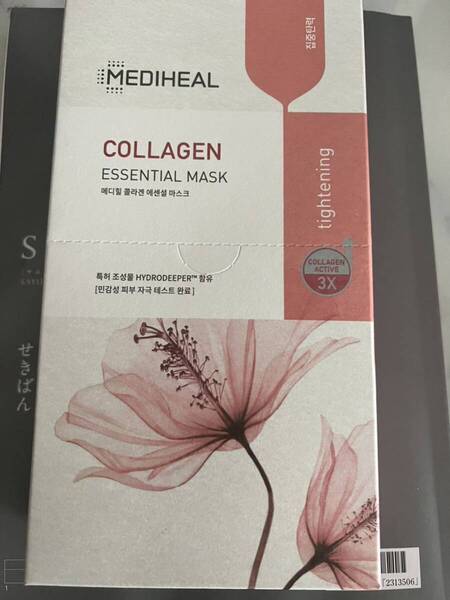 집중탄력
MEDIHEAL
COLLAGEN
ESSENTIAL MASK
메디힐 콜라겐 에센셜 마스크
tightening
COLLAGEN
ACTIVE
3X
특허 조성물 HYDRODEEPER™ 함유
[민감성 피부 자극 테스트 완료]
S
せきばん
「2313506」
1